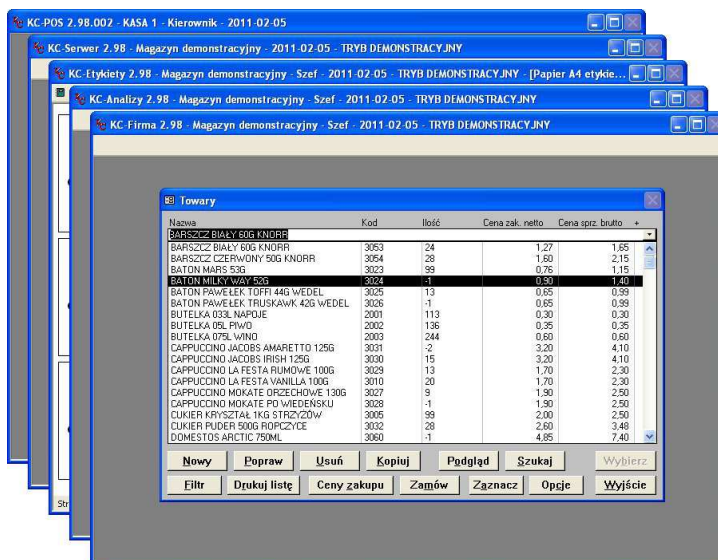 KC-POS 2.98.002 - KASA 1 - Kierownik - 2011-02-05
KC-Serwer 2.98 - Magazyn demonstracyjny - 2011-02-05 - TRYB DEMONSTRACYJNY
KC-Etykiety 2.98 - Magazyn demonstracyjny - Szef - 2011-02-05 - TRYB DEMONSTRACYJNY - [Papier A4 etykie...
KC-Analizy 2.98 - Magazyn demonstracyjny - Szef - 2011-02-05 - TRYB DEMONSTRACYJNY
KC-Firma 2.98 - Magazyn demonstracyjny - Szef - 2011-02-05 - TRYB DEMONSTRACYJNY
Towary
Nazwa Kod Ilość Cena zak. netto Cena sprz. brutto +
BARSZCZ BIAŁY 60G KNORR
BARSZCZ BIAŁY 60G KNORR 3053 24 1,27 1,65
BARSZCZ CZERWONY 50G KNORR 3054 28 1,60 2,15
BATON MARS 53G 3023 99 0,76 1,15
BATON MILKY WAY 52G 3024 -1 0,90 1,40
BATON PAWEŁEK TOFFI 44G WEDEL 3025 13 0,65 0,99
BATON PAWEŁEK TRUSKAWK 42G WEDEL 3026 -1 0,65 0,99
BUTELKA 033L NAPOJE 2001 113 0,30 0,30
BUTELKA 05L PIWO 2002 136 0,35 0,35
BUTELKA 075L WINO 2003 244 0,60 0,60
CAPPUCCINO JACOBS AMARETTO 125G 3031 -2 3,20 4,10
CAPPUCCINO JACOBS IRISH 125G 3030 15 3,20 4,10
CAPPUCCINO LA FESTA RUMOWE 100G 3029 13 1,70 2,30
CAPPUCCINO LA FESTA VANILLA 100G 3010 20 1,70 2,30
CAPPUCCINO MOKATE ORZECHOWE 130G 3027 9 1,90 2,50
CAPPUCCINO MOKATE PO WIEDEŃSKU 3028 -1 1,90 2,50
CUKIER KRYSZTAŁ 1KG STRZYŻÓW 3005 99 2,00 2,50
CUKIER PUDER 500G ROPCZYCE 3032 28 2,60 3,48
DOMESTOS ARCTIC 750ML 3060 -1 4,85 7,40
Nowy Popraw Usuń Kopiuj Podgląd Szukaj Wybierz
Filtr Drukuj listę Ceny zakupu Zamów Zaznacz Opcje Wyjście
Str